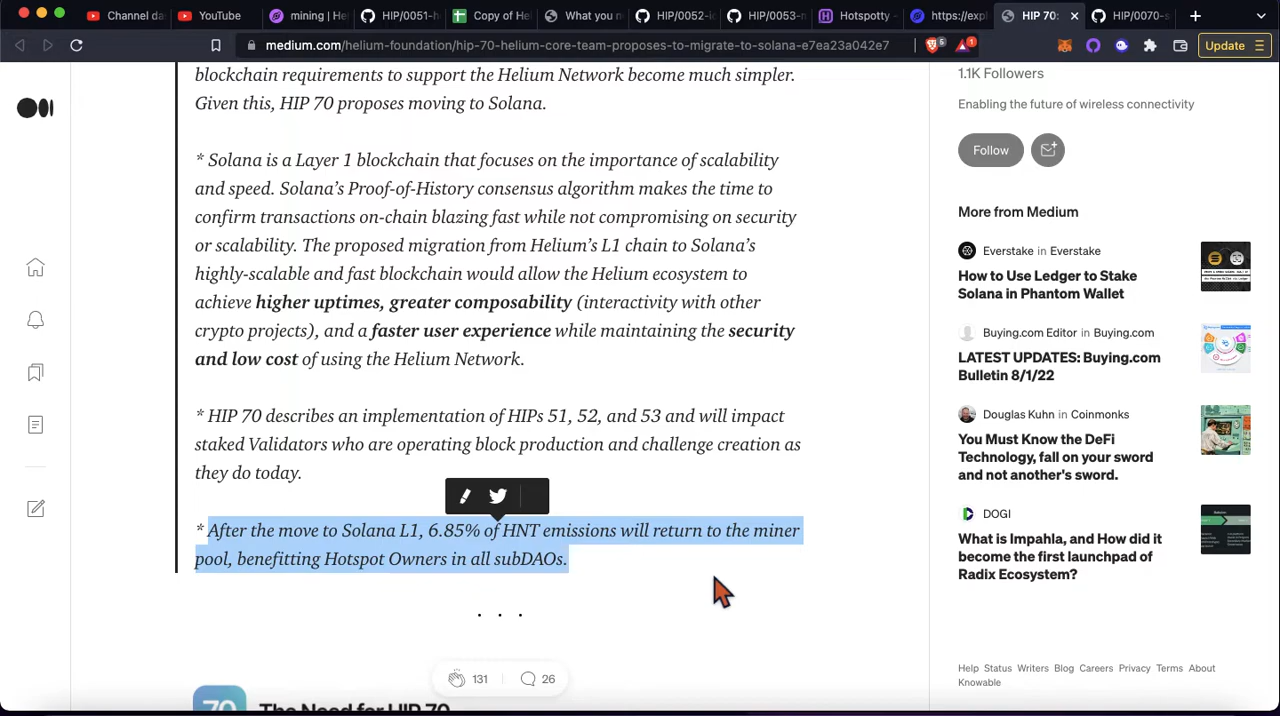 Channel da
YouTube
mining | He
HIP/0051-h
Copy of Hel
What you n
HIP/0052-lo
HIP/0053-m
Hotspotty -
https://expl
HIP 70:
HIP/0070-s
medium.com/helium-foundation/hip-70-helium-core-team-proposes-to-migrate-to-solana-e7ea23a042e7
5
1
Update
blockchain requirements to support the Helium Network become much simpler.
Given this, HIP 70 proposes moving to Solana.
* Solana is a Layer 1 blockchain that focuses on the importance of scalability
and speed. Solana’s Proof-of-History consensus algorithm makes the time to
confirm transactions on-chain blazing fast while not compromising on security
or scalability. The proposed migration from Helium’s L1 chain to Solana’s
highly-scalable and fast blockchain would allow the Helium ecosystem to
achieve higher uptimes, greater composability (interactivity with other
crypto projects), and a faster user experience while maintaining the security
and low cost of using the Helium Network.
* HIP 70 describes an implementation of HIPs 51, 52, and 53 and will impact
staked Validators who are operating block production and challenge creation as
they do today.
* After the move to Solana L1, 6.85% of HNT emissions will return to the miner
pool, benefitting Hotspot Owners in all subDAOs.
. . .
131
26
70
The Need for HIP 70
1.1K Followers
Enabling the future of wireless connectivity
Follow
More from Medium
Everstake in Everstake
How to Use Ledger to Stake
Solana in Phantom Wallet
Buying.com Editor in Buying.com
LATEST UPDATES: Buying.com
Bulletin 8/1/22
Douglas Kuhn in Coinmonks
You Must Know the DeFi
Technology, fall on your sword
and not another's sword.
DOGI
What is Impahla, and How did it
become the first launchpad of
Radix Ecosystem?
Help Status Writers Blog Careers Privacy Terms About
Knowable